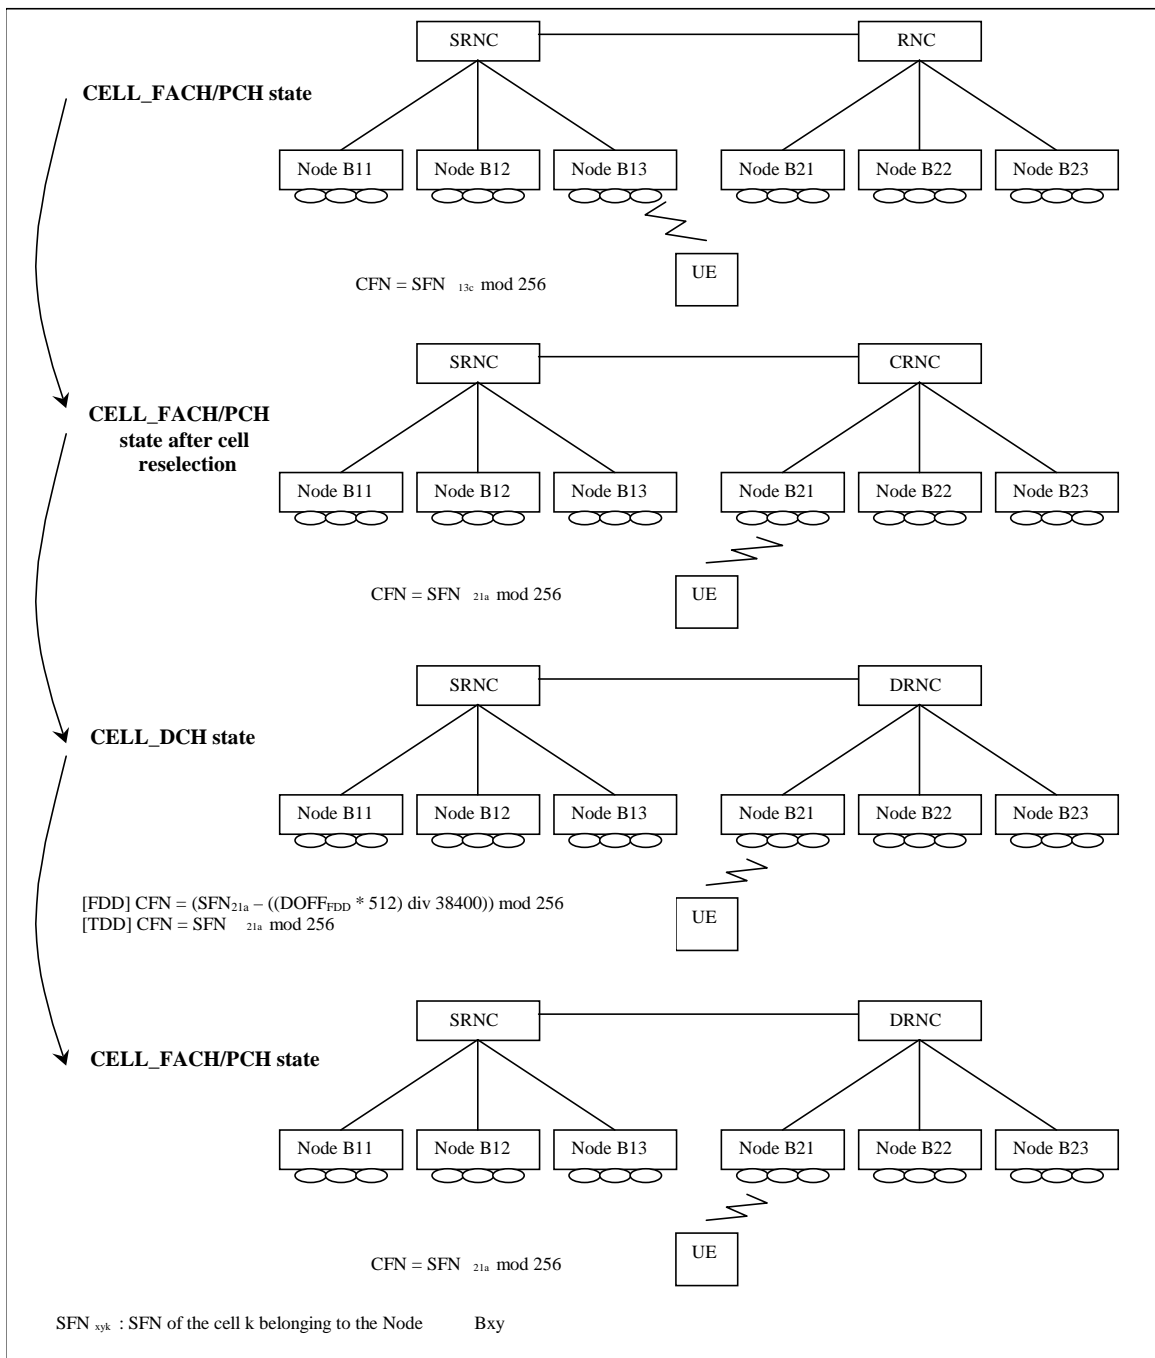 SRNC RNC
CELL_FACH/PCH state
Node B11 Node B12 Node B13 Node B21 Node B22 Node B23
UE
CFN = SFN 13c mod 256
SRNC CRNC
CELL_FACH/PCH
state after cell
reselection
Node B11 Node B12 Node B13 Node B21 Node B22 Node B23
CFN = SFN 21a mod 256
UE
SRNC DRNC
CELL_DCH state
Node B11 Node B12 Node B13 Node B21 Node B22 Node B23
[FDD] CFN = (SFN21a – ((DOFFFDD * 512) div 38400)) mod 256
UE
[TDD] CFN = SFN 21a mod 256
SRNC DRNC
CELL_FACH/PCH state
Node B11 Node B12 Node B13 Node B21 Node B22 Node B23
UE
CFN = SFN 21a mod 256
SFN xyk : SFN of the cell k belonging to the Node Bxy